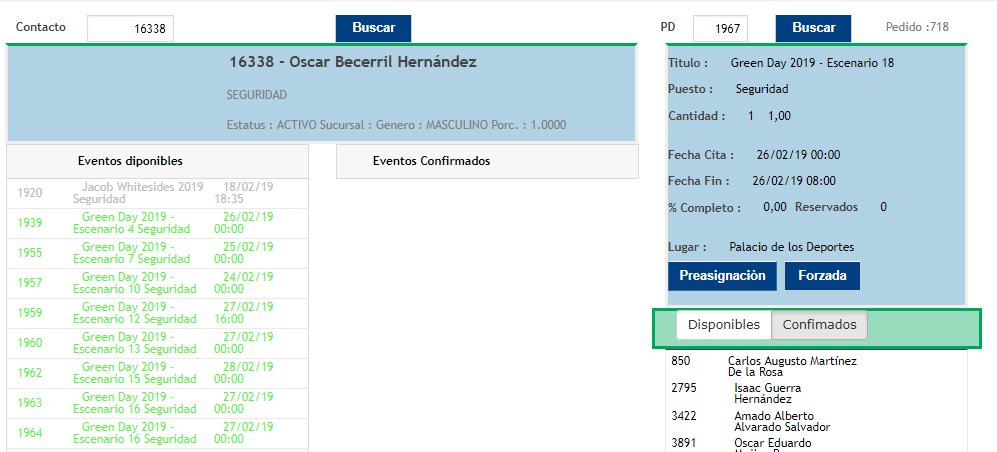 Contacto 16338 Buscar
16338 - Oscar Becerril Hernández
SEGURIDAD
Estatus : ACTIVO Sucursal : Genero : MASCULINO Porc. : 1.0000
Eventos diponibles
1920 Jacob Whitesides 2019 18/02/19
Seguridad 18:35
1939 Green Day 2019 - 26/02/19
Escenario 4 Seguridad 00:00
1955 Green Day 2019 - 25/02/19
Escenario 7 Seguridad 00:00
1957 Green Day 2019 - 24/02/19
Escenario 10 Seguridad 00:00
1959 Green Day 2019 - 27/02/19
Escenario 12 Seguridad 16:00
1960 Green Day 2019 - 27/02/19
Escenario 13 Seguridad 00:00
1962 Green Day 2019 - 28/02/19
Escenario 15 Seguridad 00:00
1963 Green Day 2019 - 27/02/19
Escenario 16 Seguridad 00:00
1964 Green Day 2019 - 27/02/19
Escenario 16 Seguridad 00:00
Eventos Confirmados
PD 1967 Buscar Pedido :718
Titulo : Green Day 2019 - Escenario 18
Puesto : Seguridad
Cantidad : 1 1,00
Fecha Cíta : 26/02/19 00:00
Fecha Fin : 26/02/19 08:00
% Completo : 0,00 Reservados 0
Lugar : Palacio de los Deportes
Preasignaciòn Forzada
Disponibles Confimados
850 Carlos Augusto Martínez
De la Rosa
2795 Isaac Guerra
Hernández
3422 Amado Alberto
Alvarado Salvador
3891 Oscar Eduardo